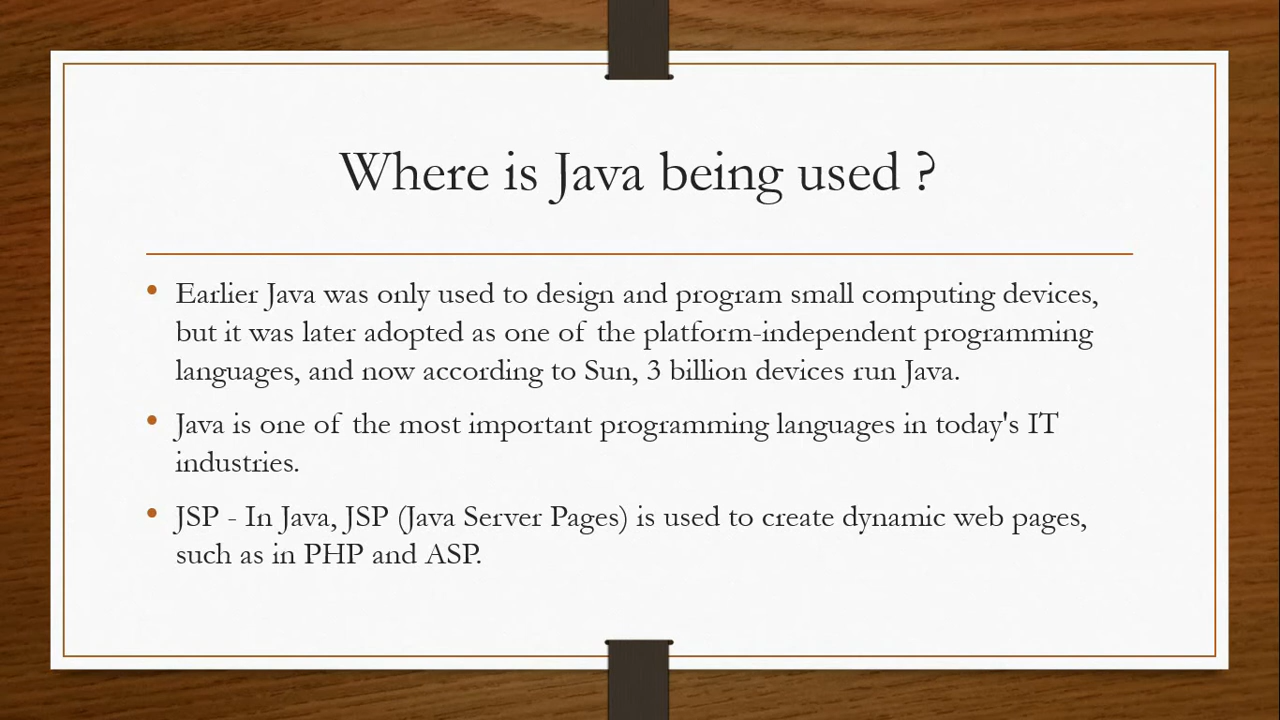 Where is Java being used ?
• Earlier Java was only used to design and program small computing devices,
but it was later adopted as one of the platform-independent programming
languages, and now according to Sun, 3 billion devices run Java.
• Java is one of the most important programming languages in today's IT
industries.
• JSP - In Java, JSP (Java Server Pages) is used to create dynamic web pages,
such as in PHP and ASP.